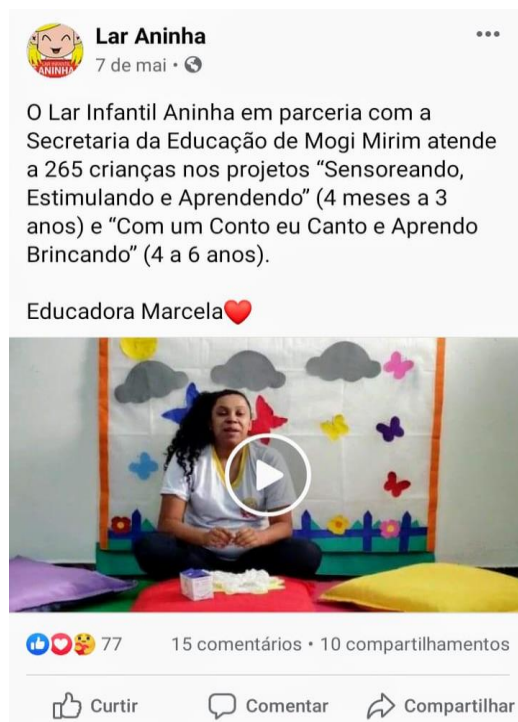 Lar Aninha
7 de mai •
O Lar Infantil Aninha em parceria com a
Secretaria da Educação de Mogi Mirim atende
a 265 crianças nos projetos “Sensoreando,
Estimulando e Aprendendo” (4 meses a 3
anos) e “Com um Conto eu Canto e Aprendo
Brincando” (4 a 6 anos).
Educadora Marcela❤️
77
15 comentários • 10 compartilhamentos
Curtir
Comentar
Compartilhar